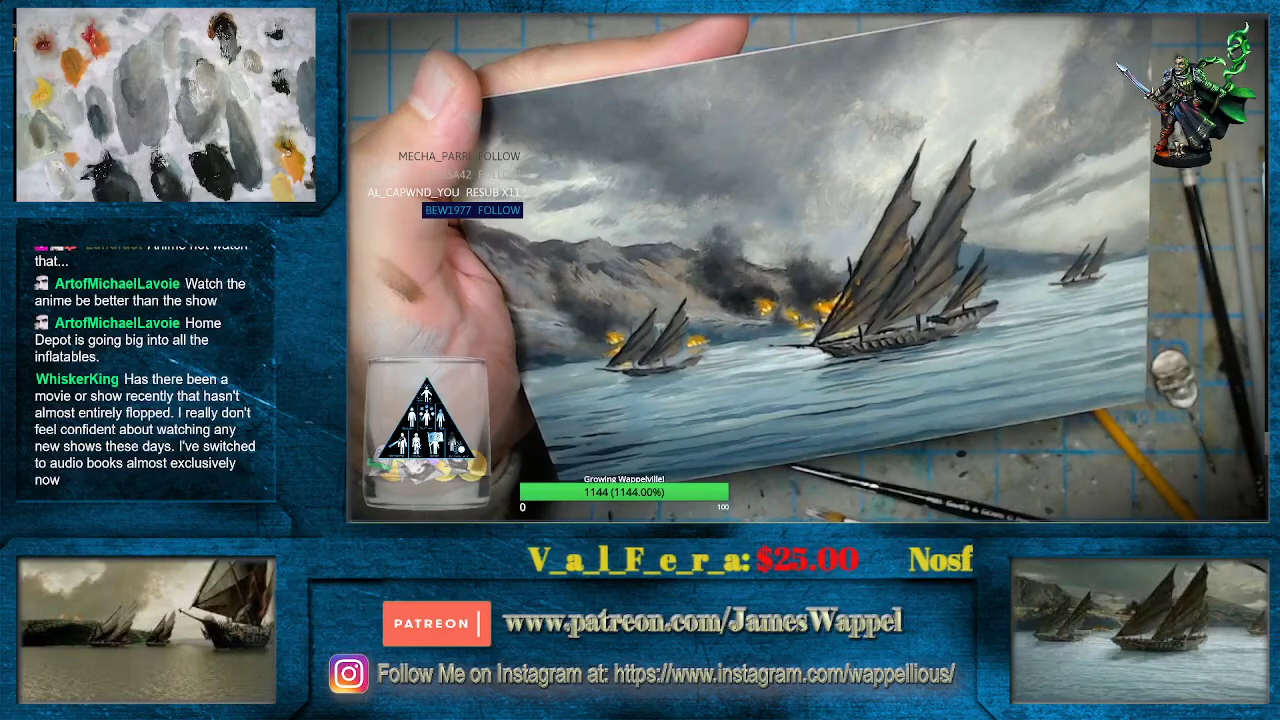 MECHA_PARRI FOLLOW
AL_CAPWND_YOU RESUB X11
BEW1977 FOLLOW
Anime not watch
that...
ArtofMichaelLavoie Watch the
anime be better than the show
ArtofMichaelLavoie Home
Depot is going big into all the
inflatables.
WhiskerKing Has there been a
movie or show recently that hasn't
almost entirely flopped. I really don't
feel confident about watching any
new shows these days. I've switched
to audio books almost exclusively
now
Growing Wappelville!
1144 (1144.00%)
0 100
V_a_l_F_e_r_a: $25.00 Nosf
PATREON www.patreon.com/JamesWappel
Follow Me on Instagram at: https://www.instagram.com/wappellious/